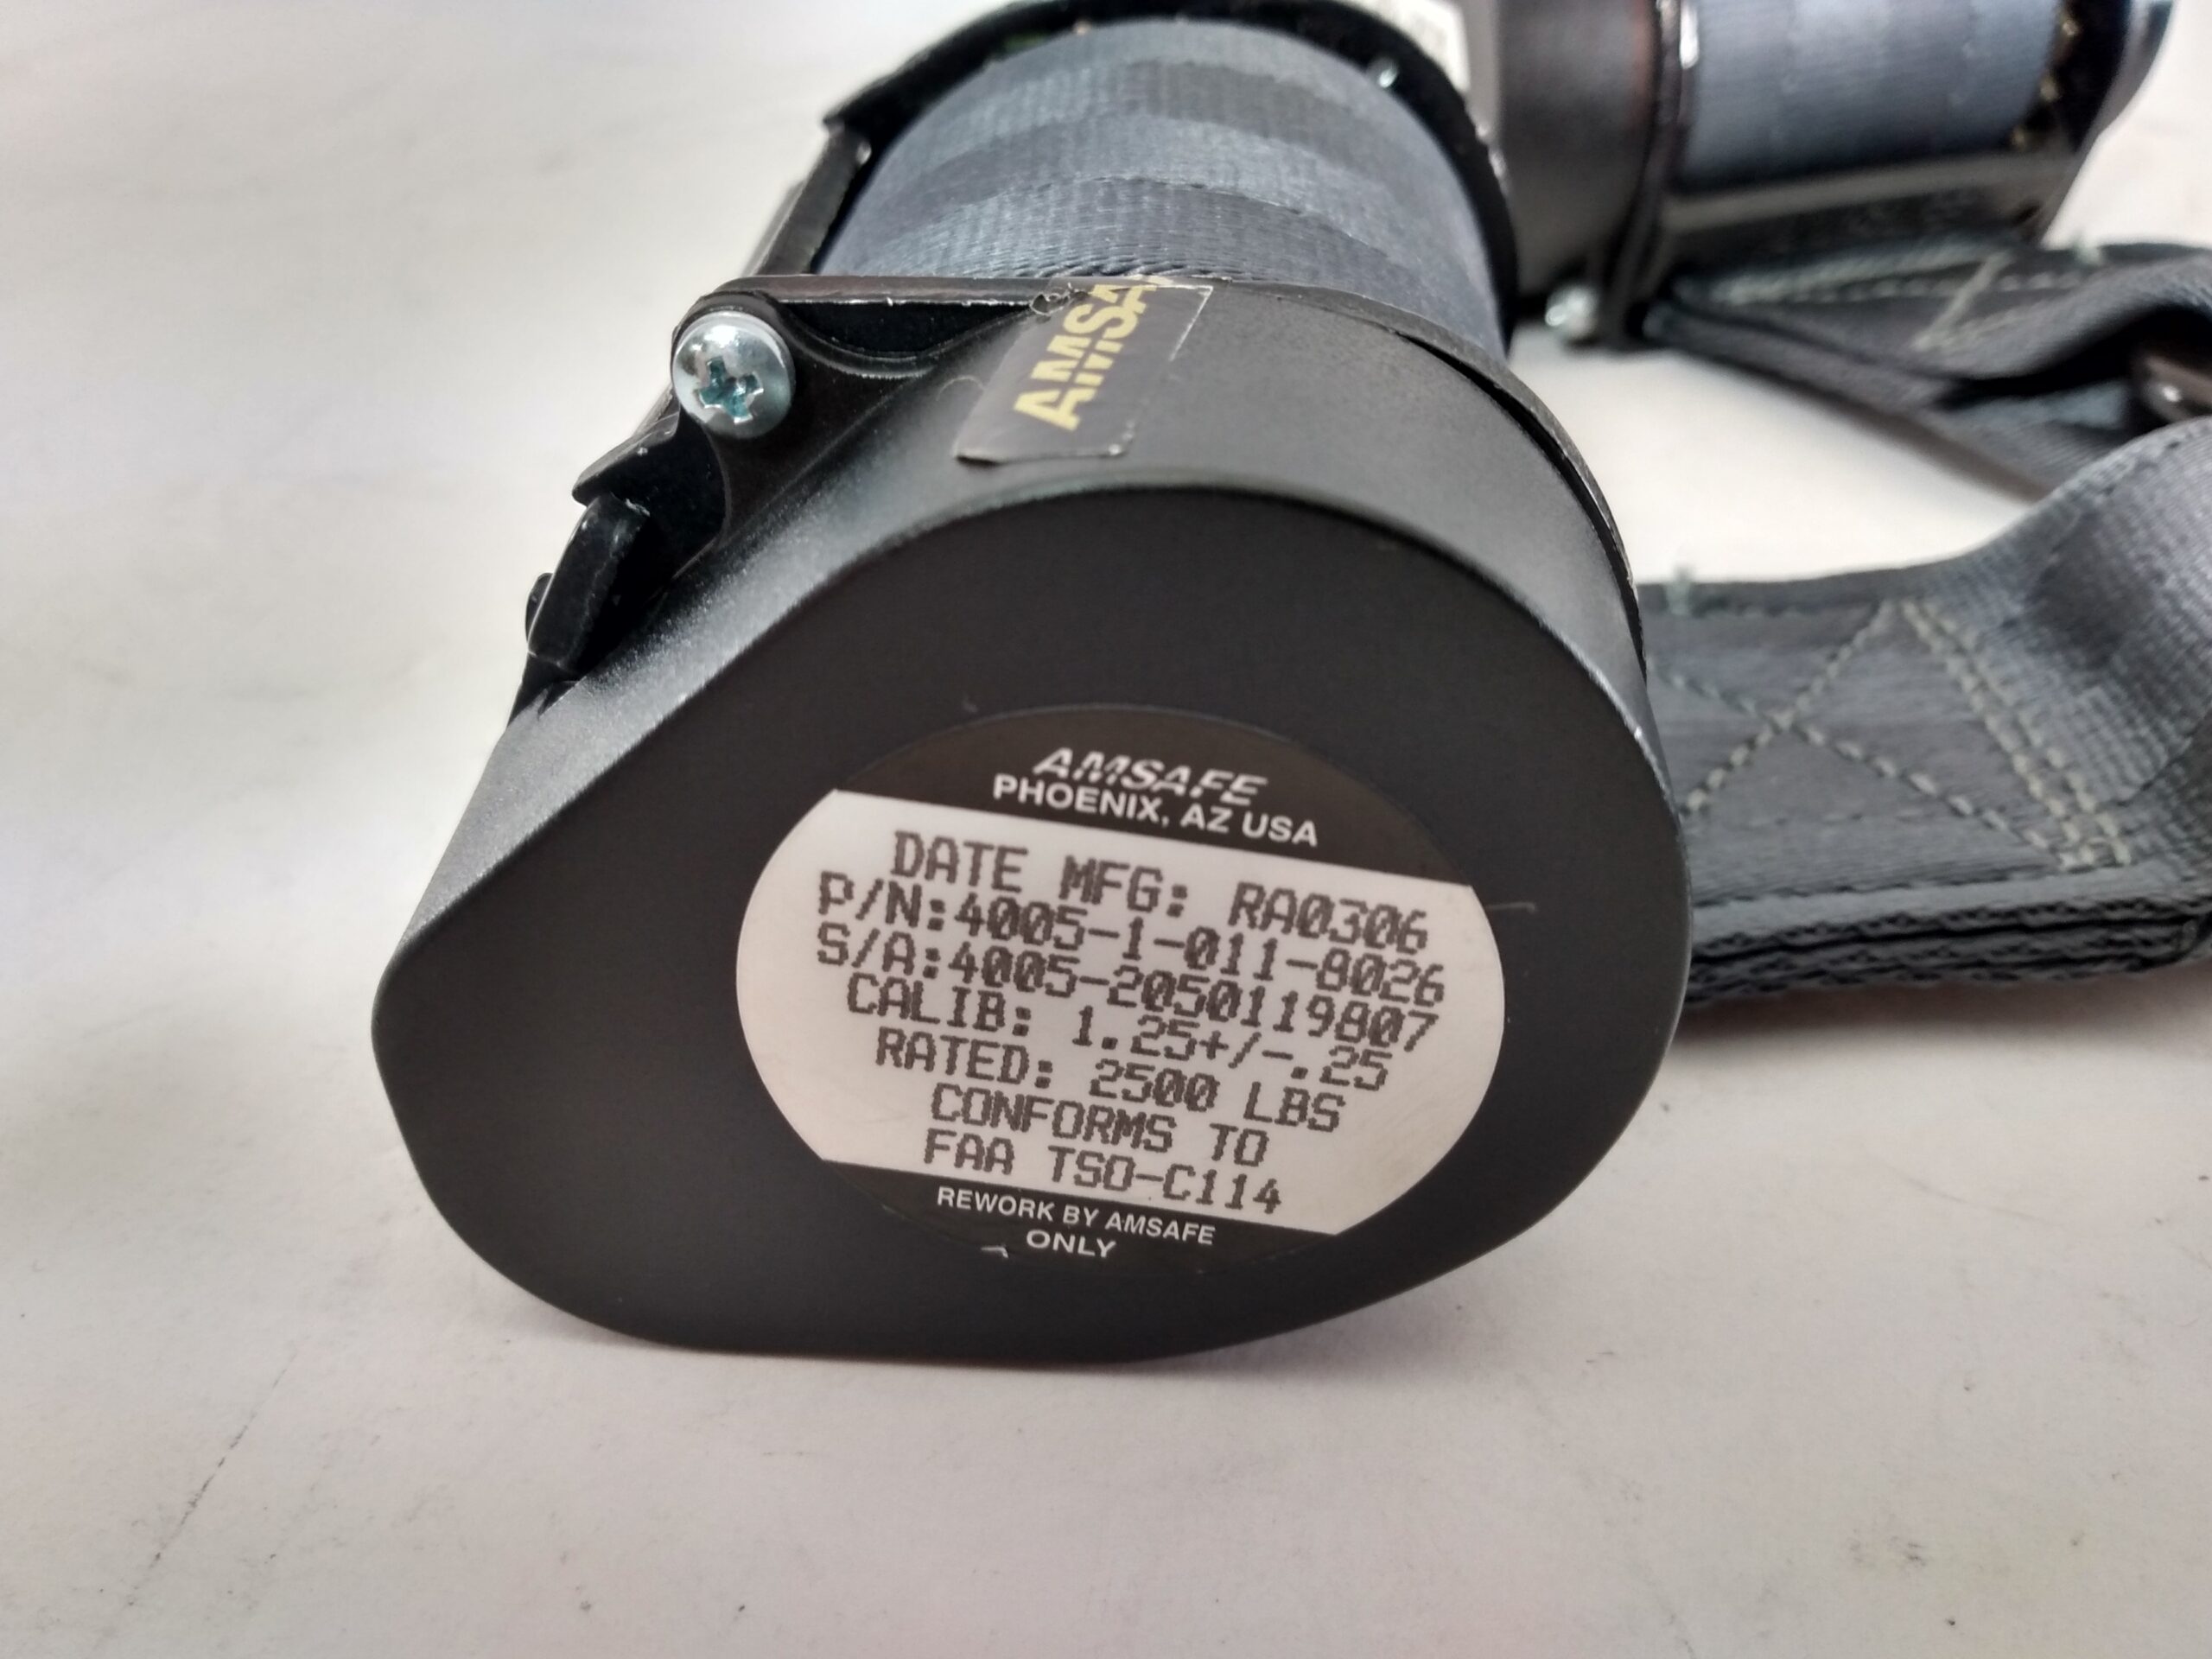 AMSA
AMSAFE
PHOENIX, AZ USA
DATE MFG: RA0306
P/N:4005-1-011-8026
S/A:4005-2050119807
CALIB: 1.25+/-.25
RATED: 2500 LBS
CONFORMS TO
FAA TSO-C114
REWORK BY AMSAFE
ONLY